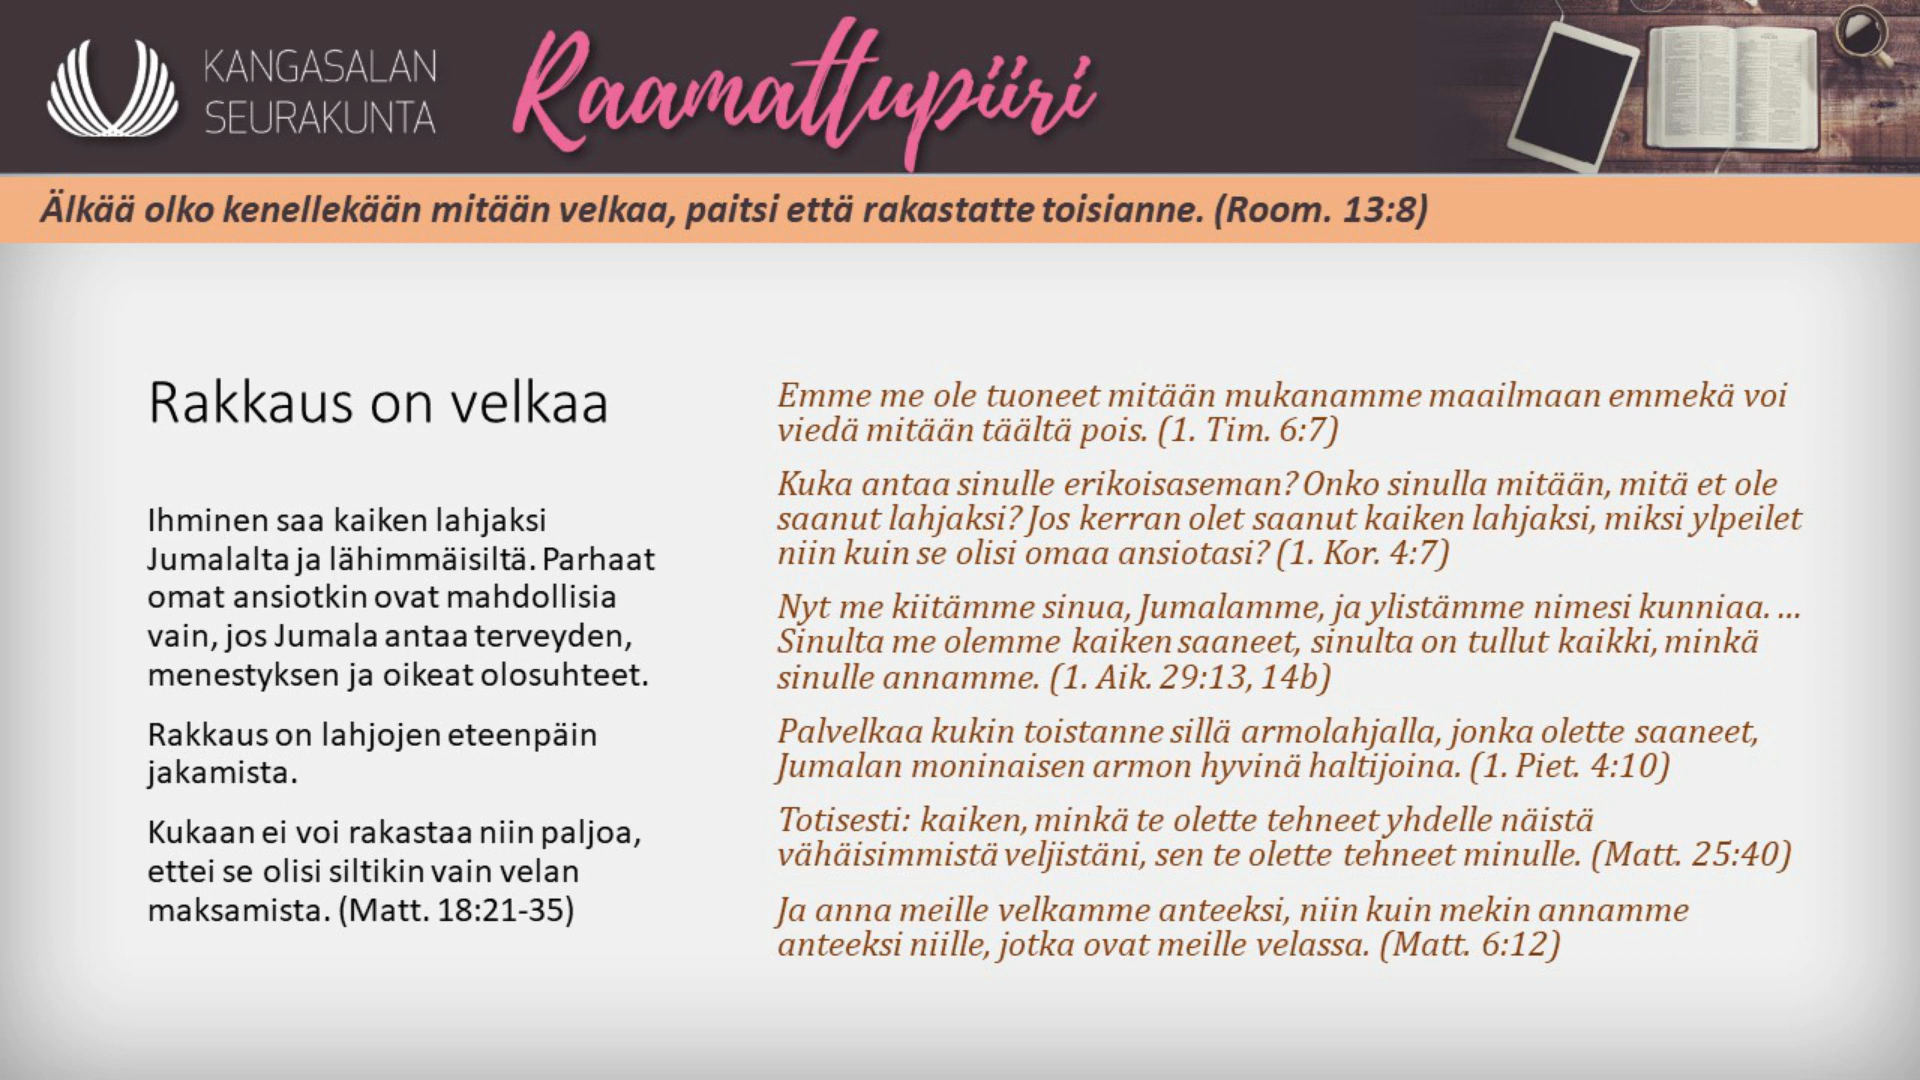 KANGASALAN
SEURAKUNTA
Raamattupiiri
Älkää olko kenellekään mitään velkaa, paitsi että rakastatte toisianne. (Room. 13:8)
Rakkaus on velkaa
Ihminen saa kaiken lahjaksi
Jumalalta ja lähimmäisiltä. Parhaat
omat ansiotkin ovat mahdollisia
vain, jos Jumala antaa terveyden,
menestyksen ja oikeat olosuhteet.
Rakkaus on lahjojen eteenpäin
jakamista.
Kukaan ei voi rakastaa niin paljoa,
ettei se olisi siltikin vain velan
maksamista. (Matt. 18:21-35)
Emme me ole tuoneet mitään mukanamme maailmaan emmekä voi
viedä mitään täältä pois. (1. Tim. 6:7)
Kuka antaa sinulle erikoisaseman? Onko sinulla mitään, mitä et ole
saanut lahjaksi? Jos kerran olet saanut kaiken lahjaksi, miksi ylpeilet
niin kuin se olisi omaa ansiotasi? (1. Kor. 4:7)
Nyt me kiitämme sinua, Jumalamme, ja ylistämme nimesi kunniaa. ...
Sinulta me olemme kaiken saaneet, sinulta on tullut kaikki, minkä
sinulle annamme. (1. Aik. 29:13, 14b)
Palvelkaa kukin toistanne sillä armolahjalla, jonka olette saaneet,
Jumalan moninaisen armon hyvinä haltijoina. (1. Piet. 4:10)
Totisesti: kaiken, minkä te olette tehneet yhdelle näistä
vähäisimmistä veljistäni, sen te olette tehneet minulle. (Matt. 25:40)
Ja anna meille velkamme anteeksi, niin kuin mekin annamme
anteeksi niille, jotka ovat meille velassa. (Matt. 6:12)